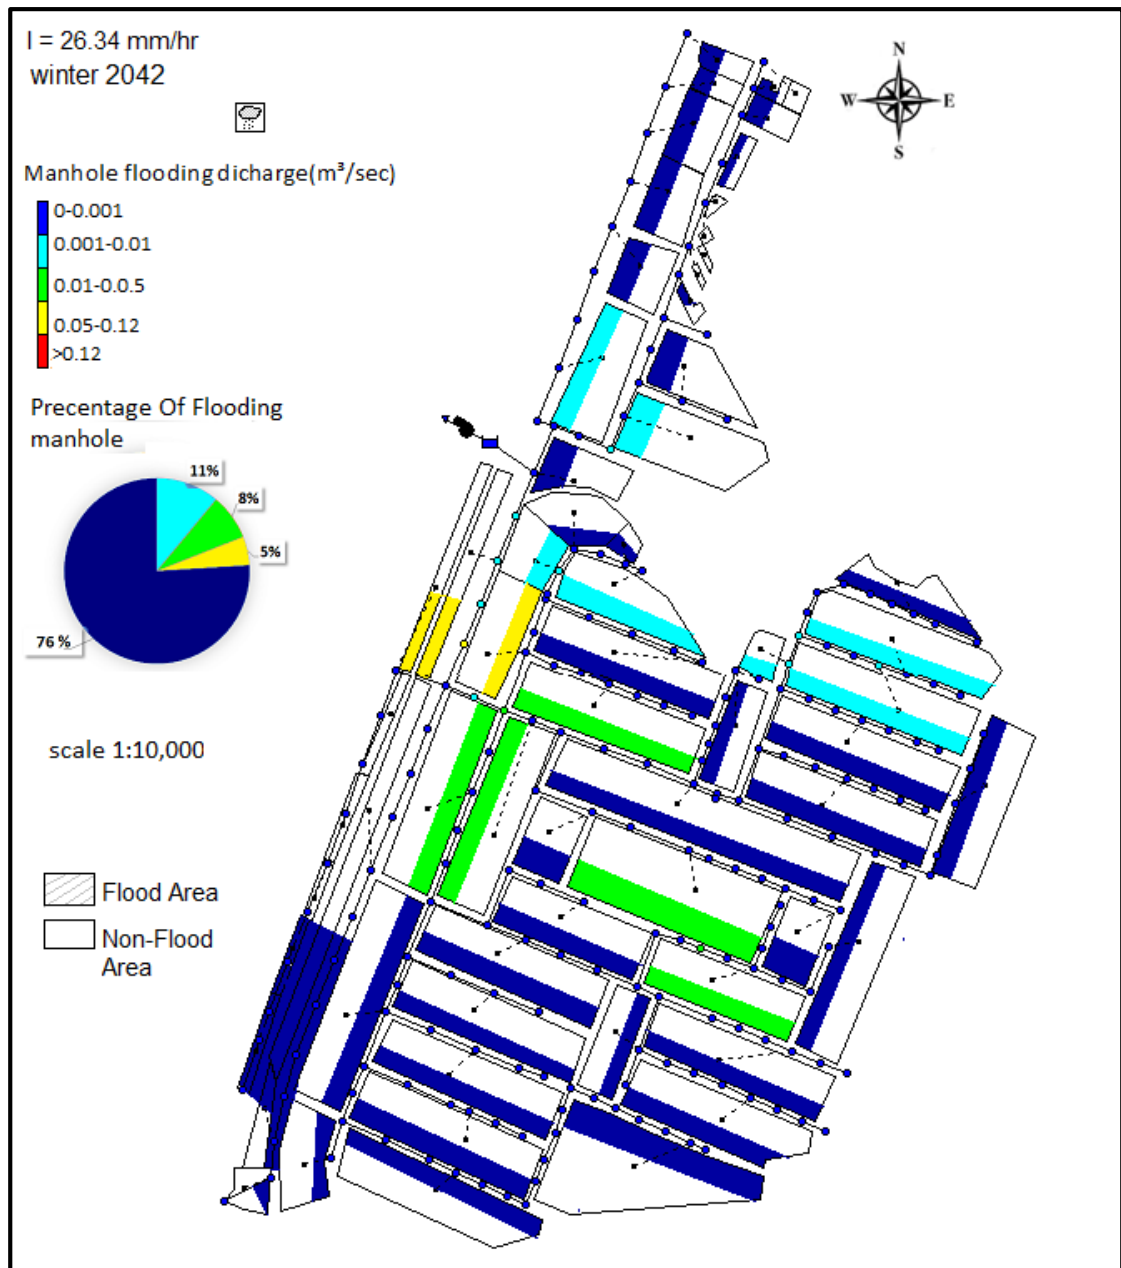 I = 26.34 mm/hr
winter 2042
N
W
E
S
Manhole flooding dicharge(m³/sec)
0-0.001
0.001-0.01
0.01-0.0.5
0.05-0.12
>0.12
Precentage Of Flooding
manhole
11%
8%
5%
76 %
scale 1:10,000
Flood Area
Non-Flood
Area